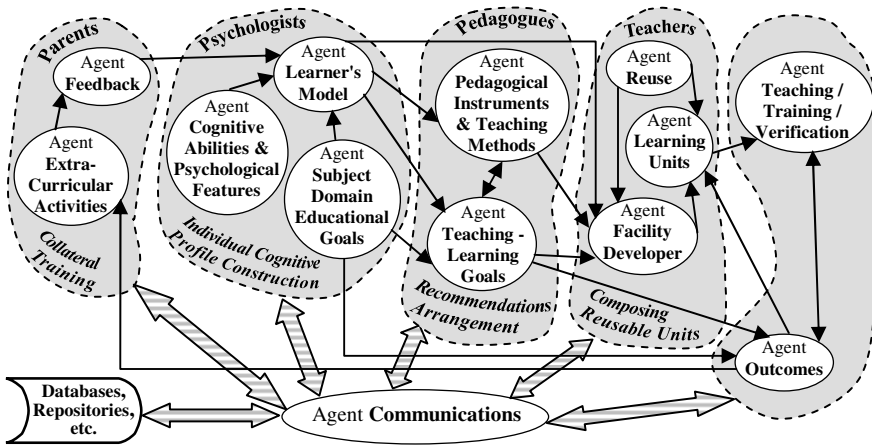 Parents
Agent
Feedback
Agent
Extra-
Curricular
Activities
Collateral
Training
Psychologists
Agent
Learner's
Model
Agent
Cognitive
Abilities &
Psychological
Features
Agent
Subject
Domain
Educational
Goals
Individual Cognitive
Profile Construction
Pedagogues
Agent
Pedagogical
Instruments
& Teaching
Methods
Agent
Teaching -
Learning
Goals
Recommendations
Arrangement
Teachers
Agent
Reuse
Agent
Learning
Units
Agent
Facility
Developer
Composing
Reusable Units
Agent
Teaching /
Training /
Verification
Agent
Outcomes
Databases,
Repositories,
etc.
Agent Communications